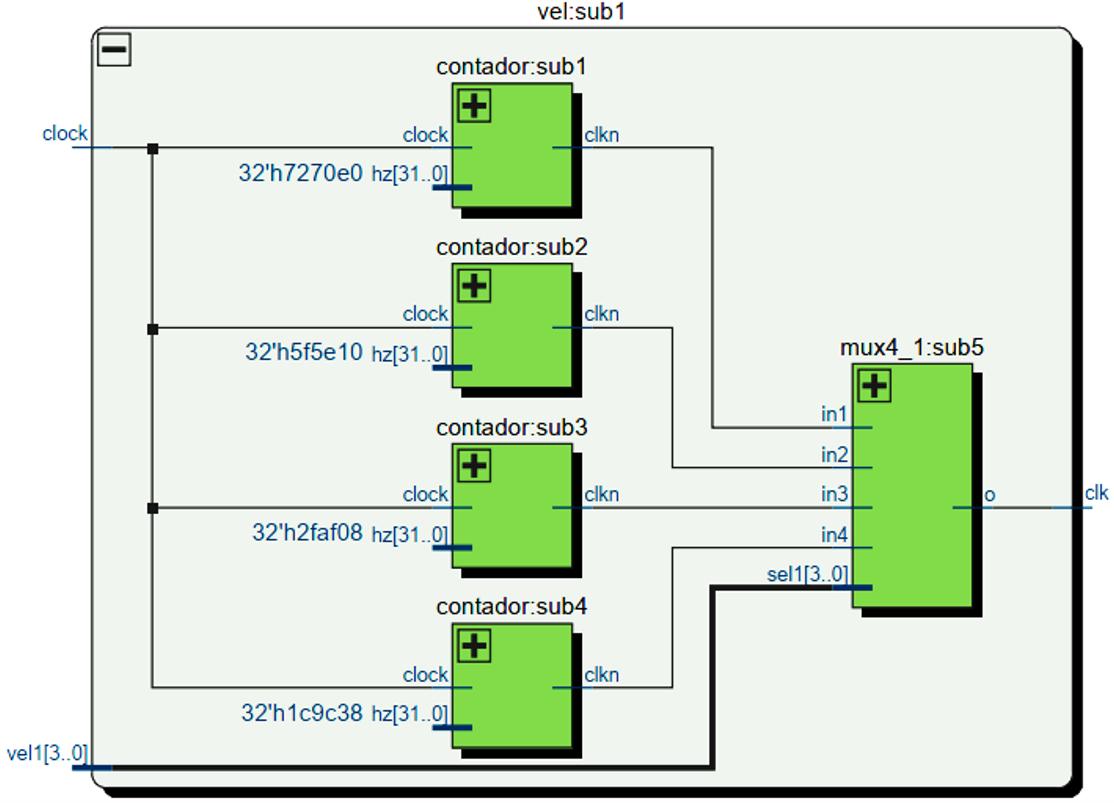 vel:sub1
contador:sub1
clock
clock
clkn
32'h7270e0 hz[31..0]
contador:sub2
clock
clkn
32'h5f5e10 hz[31..0]
mux4_1:sub5
in1
contador:sub3
in2
clock
clkn
in3
o
clk
32'h2faf08 hz[31..0]
in4
sel1[3..0]
contador:sub4
clock
clkn
32'h1c9c38 hz[31..0]
vel1[3..0]